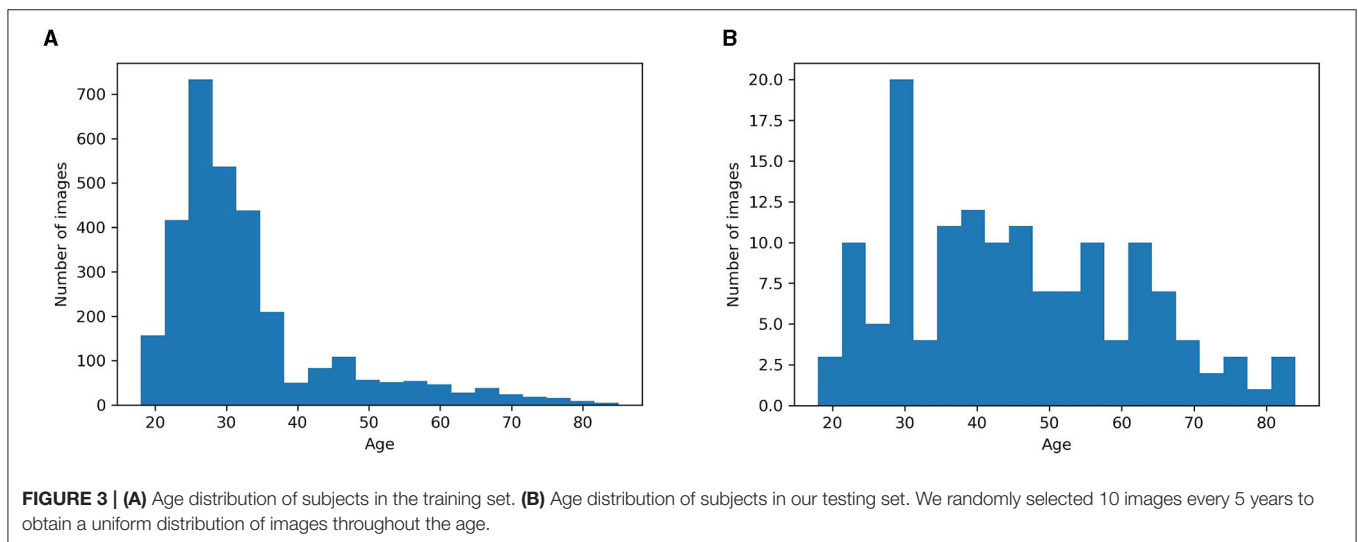 A
Number of images
700
600
500
400
300
200
100
0
20 30 40 50 60 70 80
Age
B
Number of images
20.0
17.5
15.0
12.5
10.0
7.5
5.0
2.5
0.0
20 30 40 50 60 70 80
Age
FIGURE 3 | (A) Age distribution of subjects in the training set. (B) Age distribution of subjects in our testing set. We randomly selected 10 images every 5 years to
obtain a uniform distribution of images throughout the age.